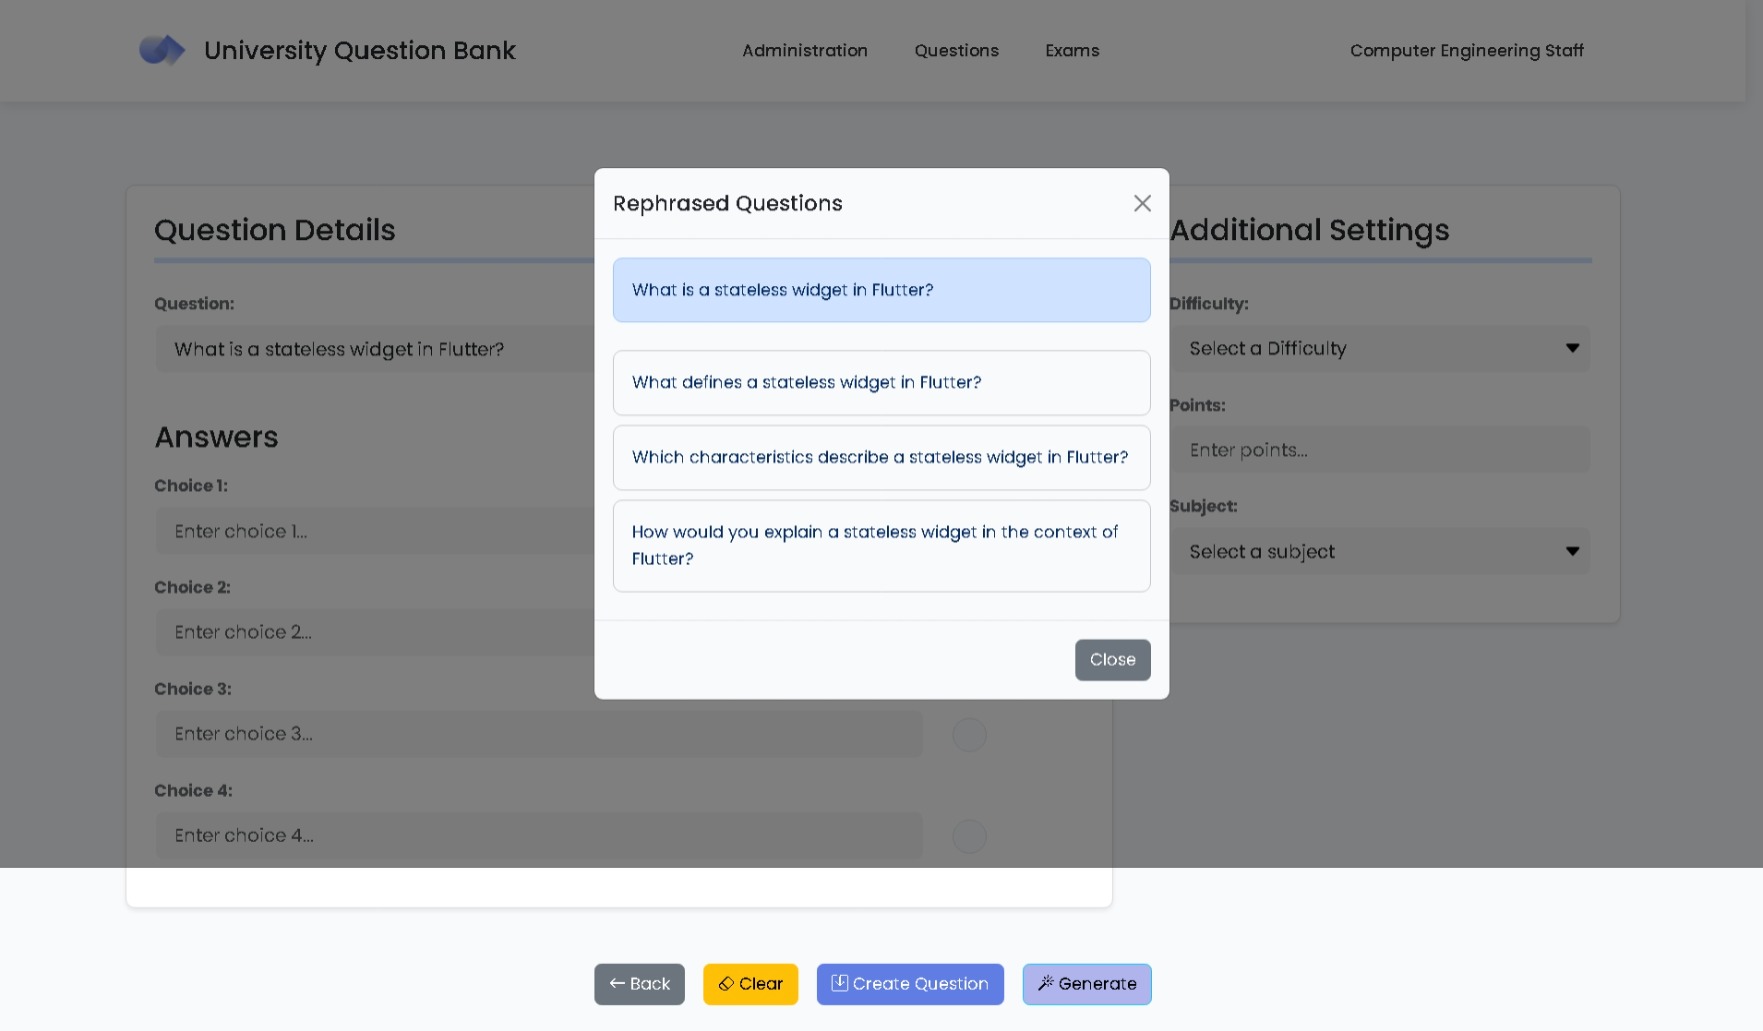 University Question Bank
Administration
Questions
Exams
Computer Engineering Staff
Rephrased Questions
What is a stateless widget in Flutter?
What defines a stateless widget in Flutter?
Which characteristics describe a stateless widget in Flutter?
How would you explain a stateless widget in the context of
Flutter?
Close
Question Details
Question:
What is a stateless widget in Flutter?
Answers
Choice 1:
Enter choice 1...
Choice 2:
Enter choice 2...
Choice 3:
Enter choice 3...
Choice 4:
Enter choice 4...
Additional Settings
Difficulty:
Select a Difficulty
Points:
Enter points...
Subject:
Select a subject
Back
Clear
Create Question
Generate